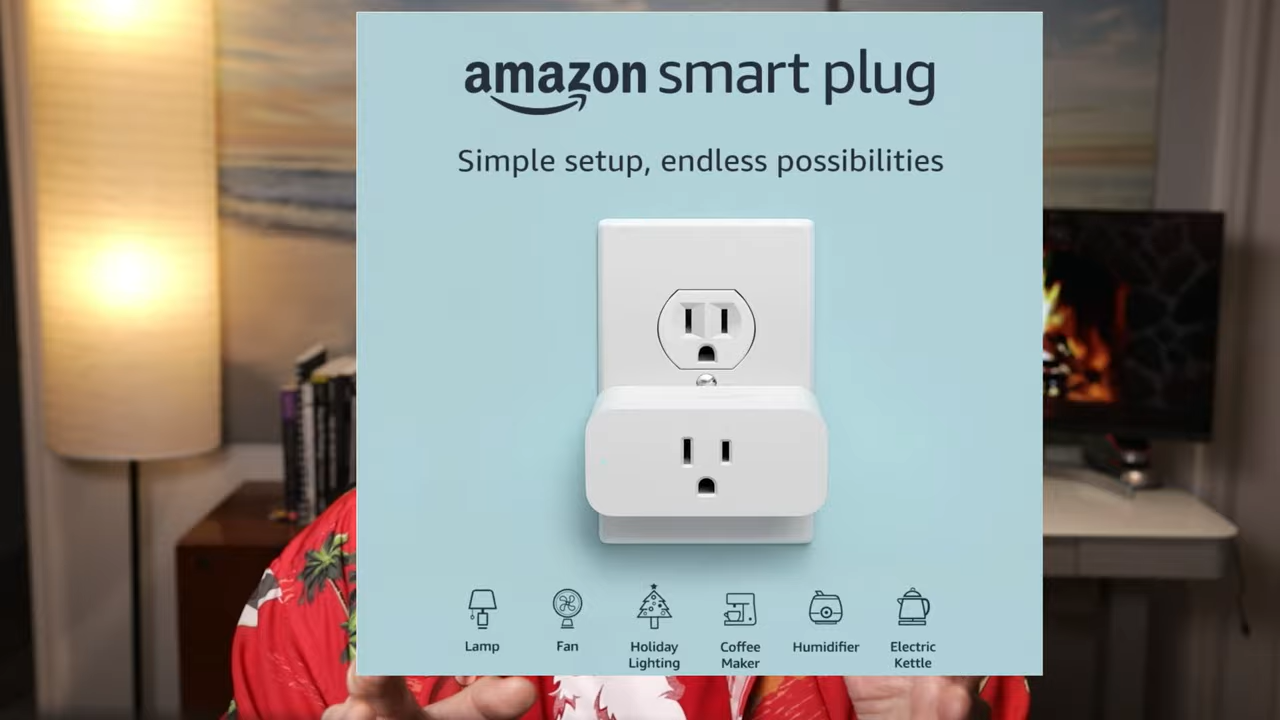 amazon smart plug
Simple setup, endless possibilities
Lamp
Fan
Holiday
Lighting
Coffee
Maker
Humidifier
Electric
Kettle